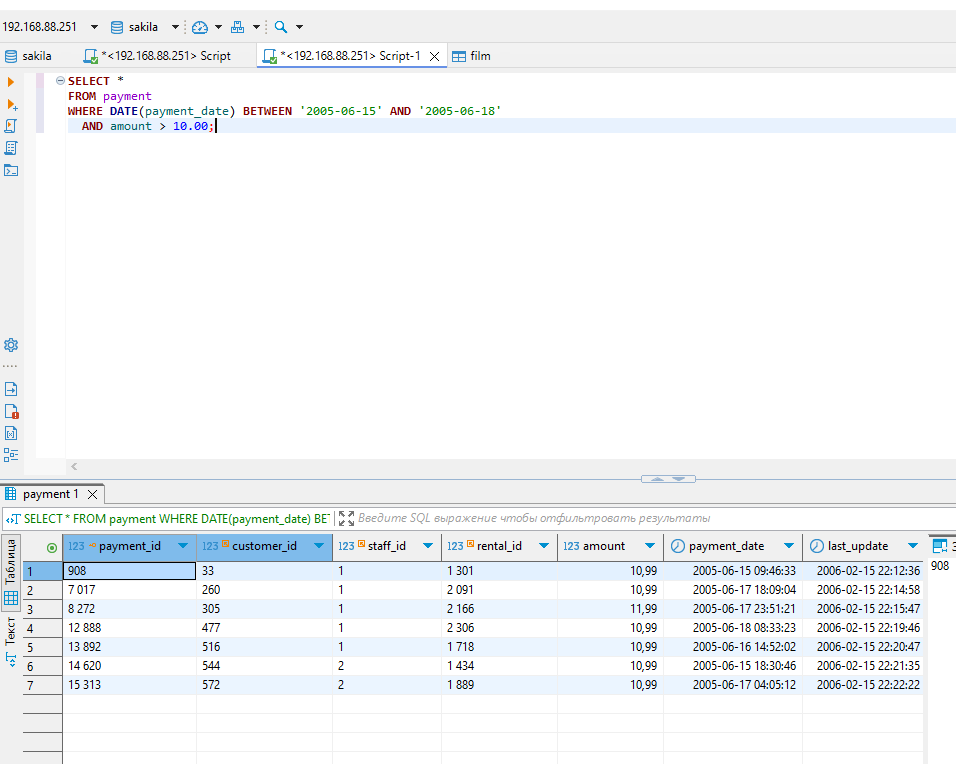 192.168.88.251 sakila
sakila *<192.168.88.251> Script *<192.168.88.251> Script-1 film
SELECT *
FROM payment
WHERE DATE(payment_date) BETWEEN '2005-06-15' AND '2005-06-18'
AND amount > 10.00;
payment 1
SELECT * FROM payment WHERE DATE(payment_date) BE Введите SQL выражение чтобы отфильтровать результаты
Таблица
Текст
123 payment_id 123 customer_id 123 staff_id 123 rental_id 123 amount payment_date last_update 3
1 908 33 1 1 301 10,99 2005-06-15 09:46:33 2006-02-15 22:12:36 908
2 7 017 260 1 2 091 10,99 2005-06-17 18:09:04 2006-02-15 22:14:58
3 8 272 305 1 2 166 11,99 2005-06-17 23:51:21 2006-02-15 22:15:47
4 12 888 477 1 2 306 10,99 2005-06-18 08:33:23 2006-02-15 22:19:46
5 13 892 516 1 1 718 10,99 2005-06-16 14:52:02 2006-02-15 22:20:47
6 14 620 544 2 1 434 10,99 2005-06-15 18:30:46 2006-02-15 22:21:35
7 15 313 572 2 1 889 10,99 2005-06-17 04:05:12 2006-02-15 22:22:22